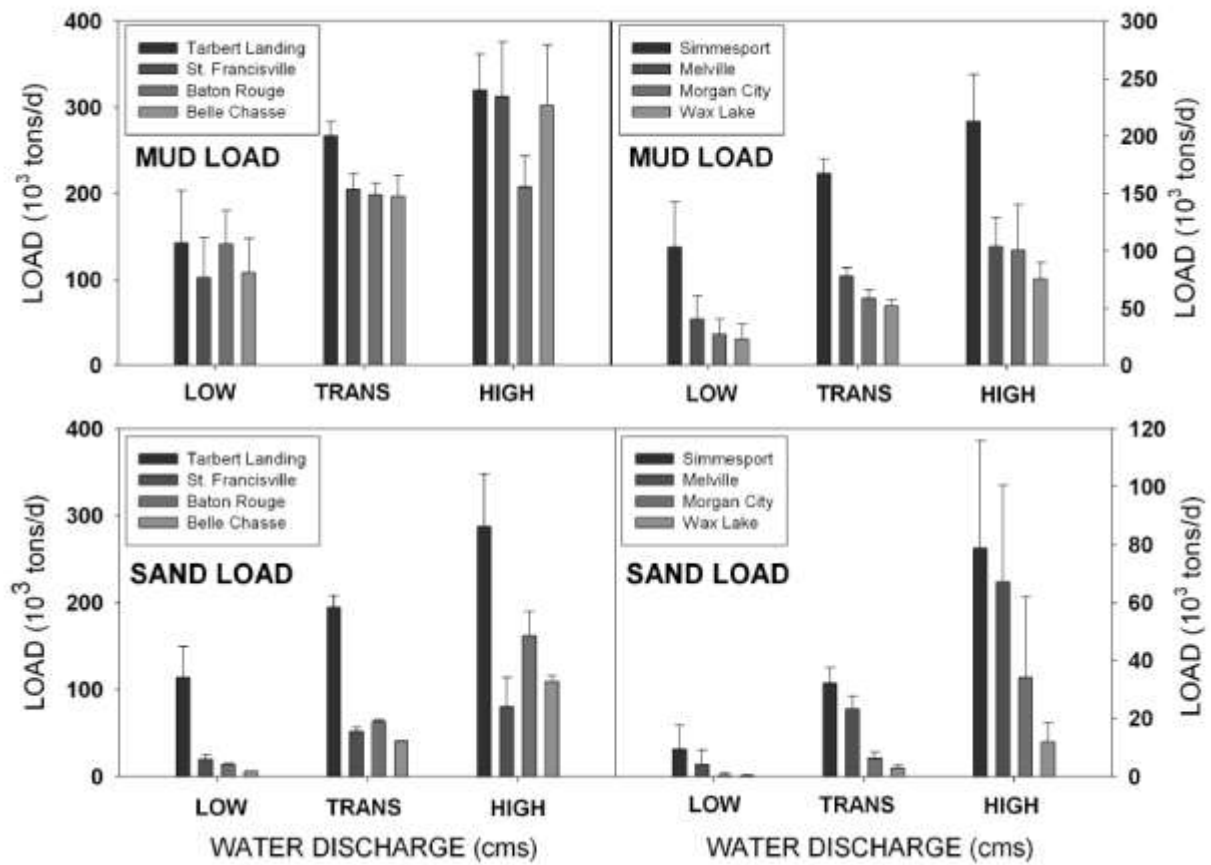 400
300
200
100
0
LOAD (10³ tons/d)
Tarbert Landing
St. Francisville
Baton Rouge
Belle Chasse
MUD LOAD
LOW
TRANS
HIGH
Simmesport
Melville
Morgan City
Wax Lake
MUD LOAD
LOW
TRANS
HIGH
300
250
200
150
100
50
0
LOAD (10³ tons/d)
400
300
200
100
0
LOAD (10³ tons/d)
Tarbert Landing
St. Francisville
Baton Rouge
Belle Chasse
SAND LOAD
LOW
TRANS
HIGH
WATER DISCHARGE (cms)
Simmesport
Melville
Morgan City
Wax Lake
SAND LOAD
LOW
TRANS
HIGH
WATER DISCHARGE (cms)
120
100
80
60
40
20
0
LOAD (10³ tons/d)